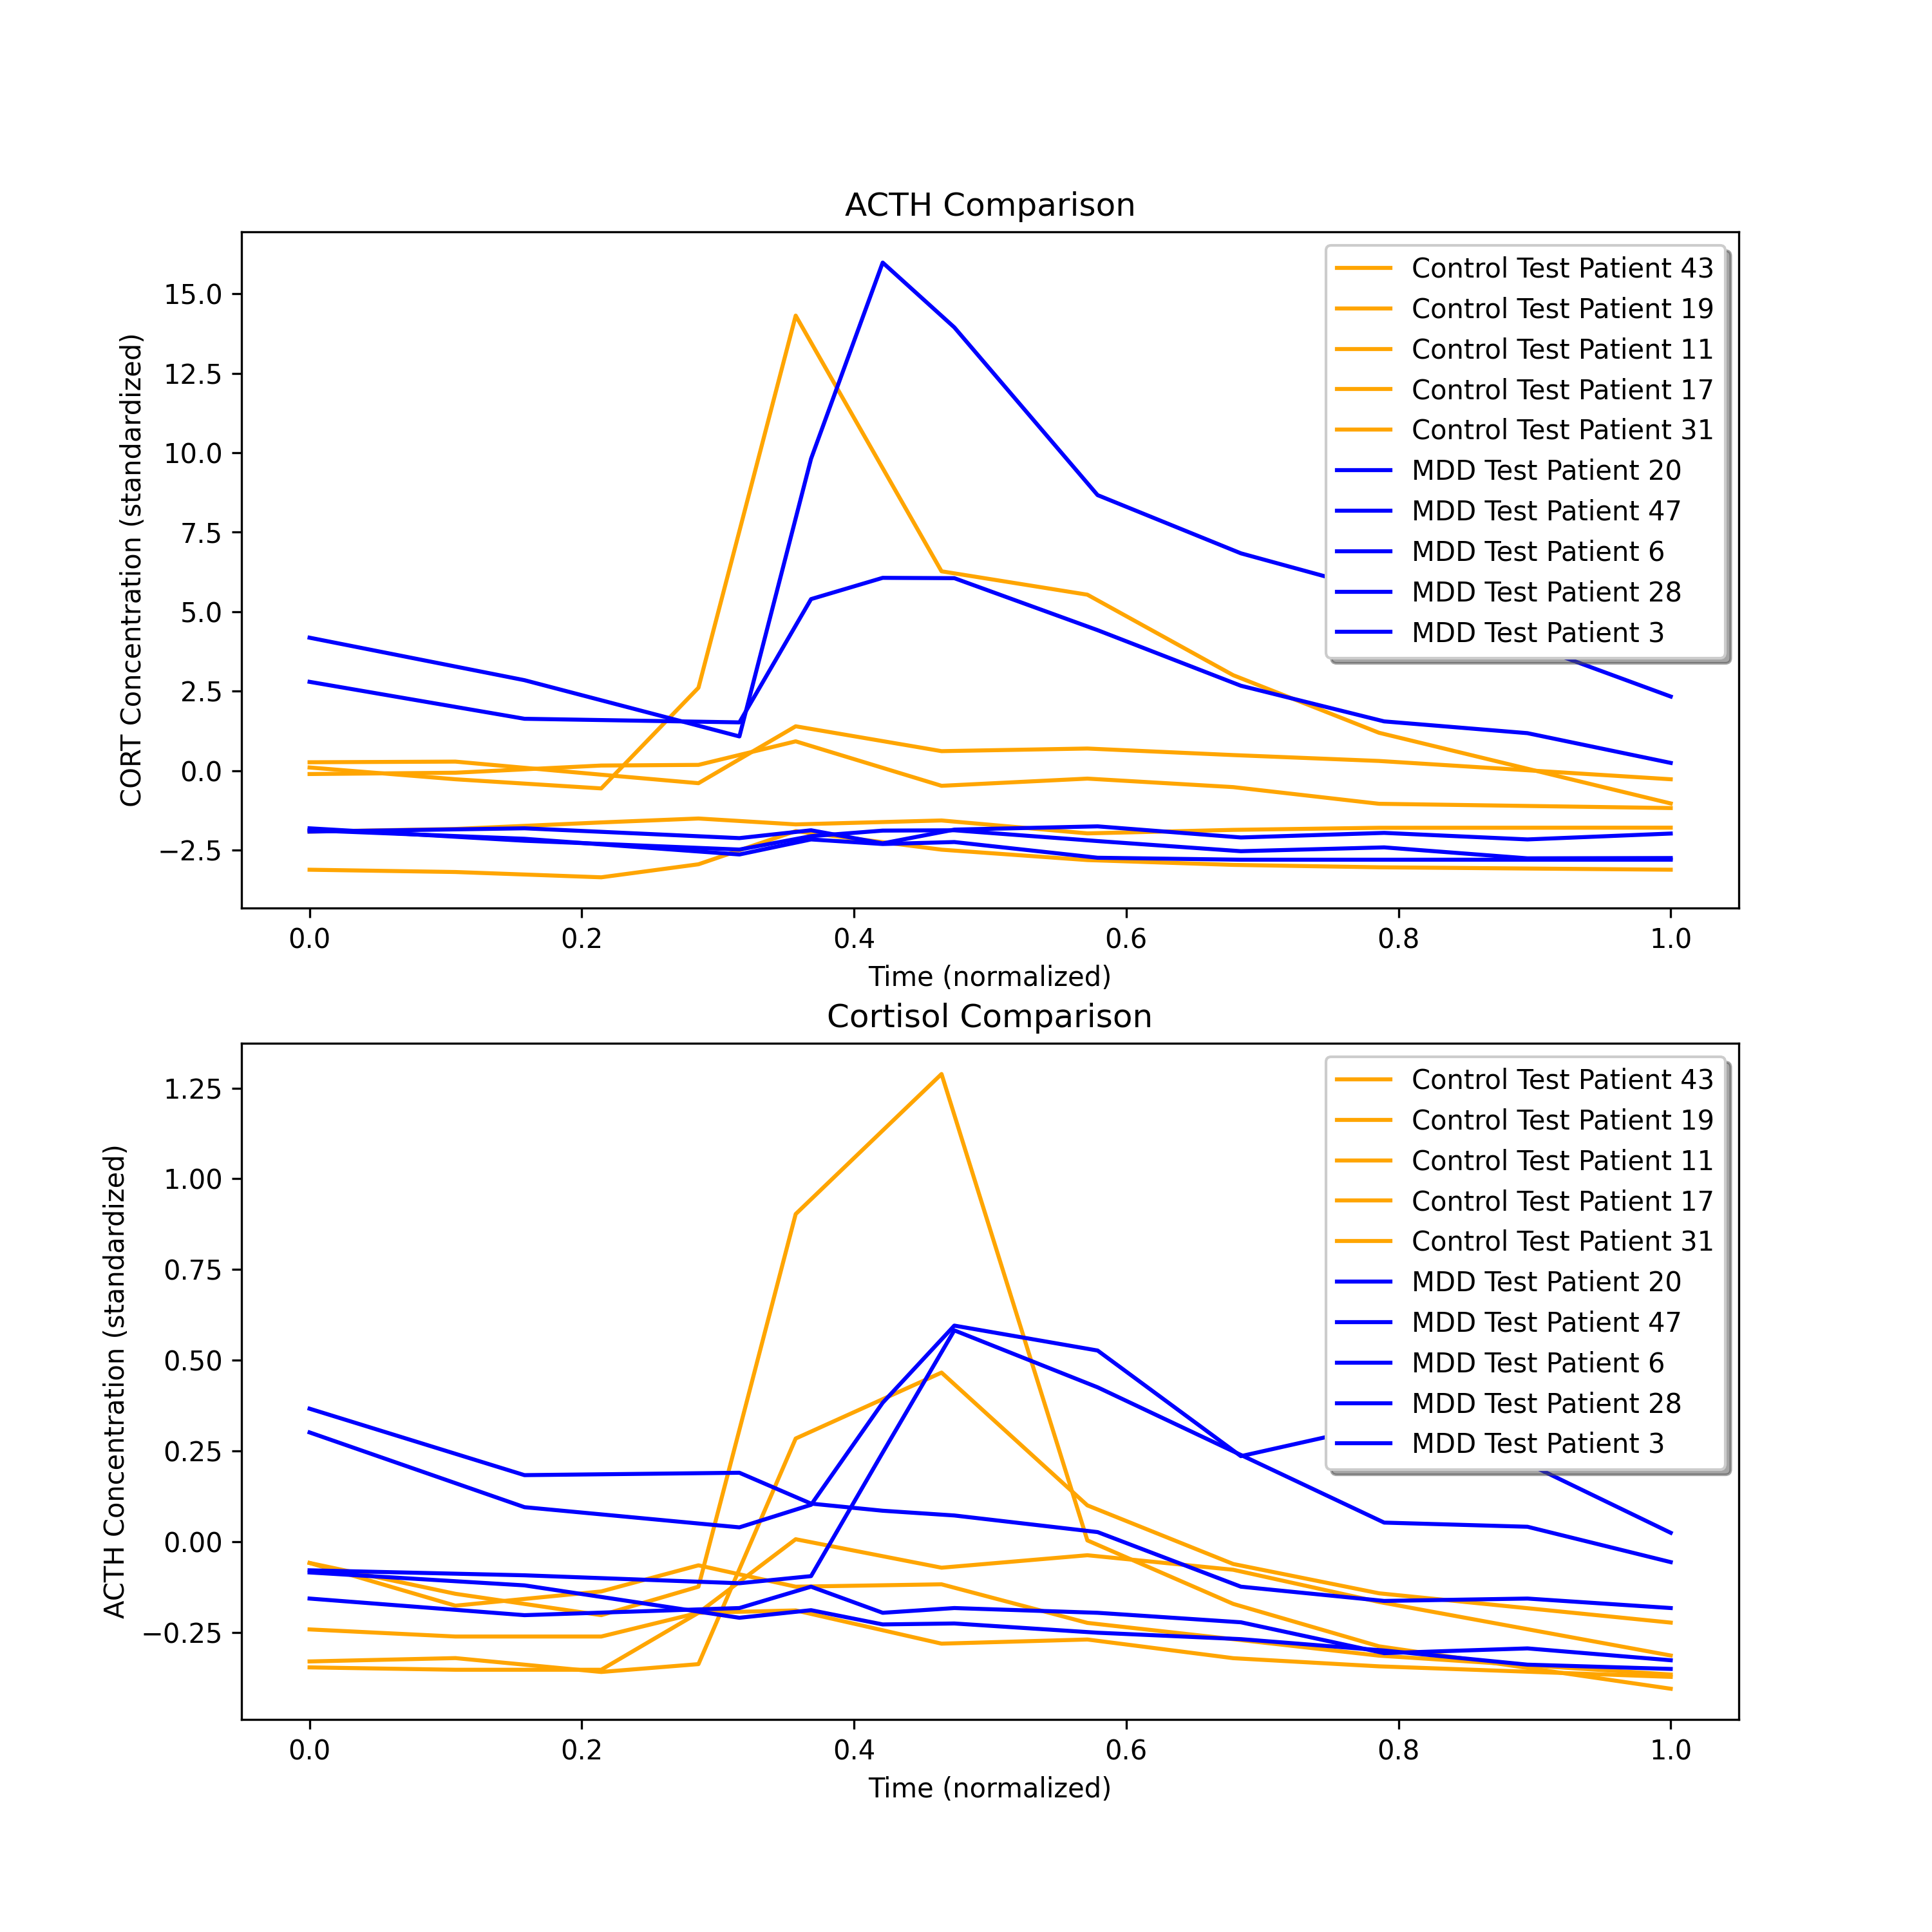 ACTH Comparison
CORT Concentration (standardized)
15.0
12.5
10.0
7.5
5.0
2.5
0.0
−2.5
Control Test Patient 43
Control Test Patient 19
Control Test Patient 11
Control Test Patient 17
Control Test Patient 31
MDD Test Patient 20
MDD Test Patient 47
MDD Test Patient 6
MDD Test Patient 28
MDD Test Patient 3
0.0 0.2 0.4 0.6 0.8 1.0
Time (normalized)
Cortisol Comparison
ACTH Concentration (standardized)
1.25
1.00
0.75
0.50
0.25
0.00
−0.25
Control Test Patient 43
Control Test Patient 19
Control Test Patient 11
Control Test Patient 17
Control Test Patient 31
MDD Test Patient 20
MDD Test Patient 47
MDD Test Patient 6
MDD Test Patient 28
MDD Test Patient 3
0.0 0.2 0.4 0.6 0.8 1.0
Time (normalized)